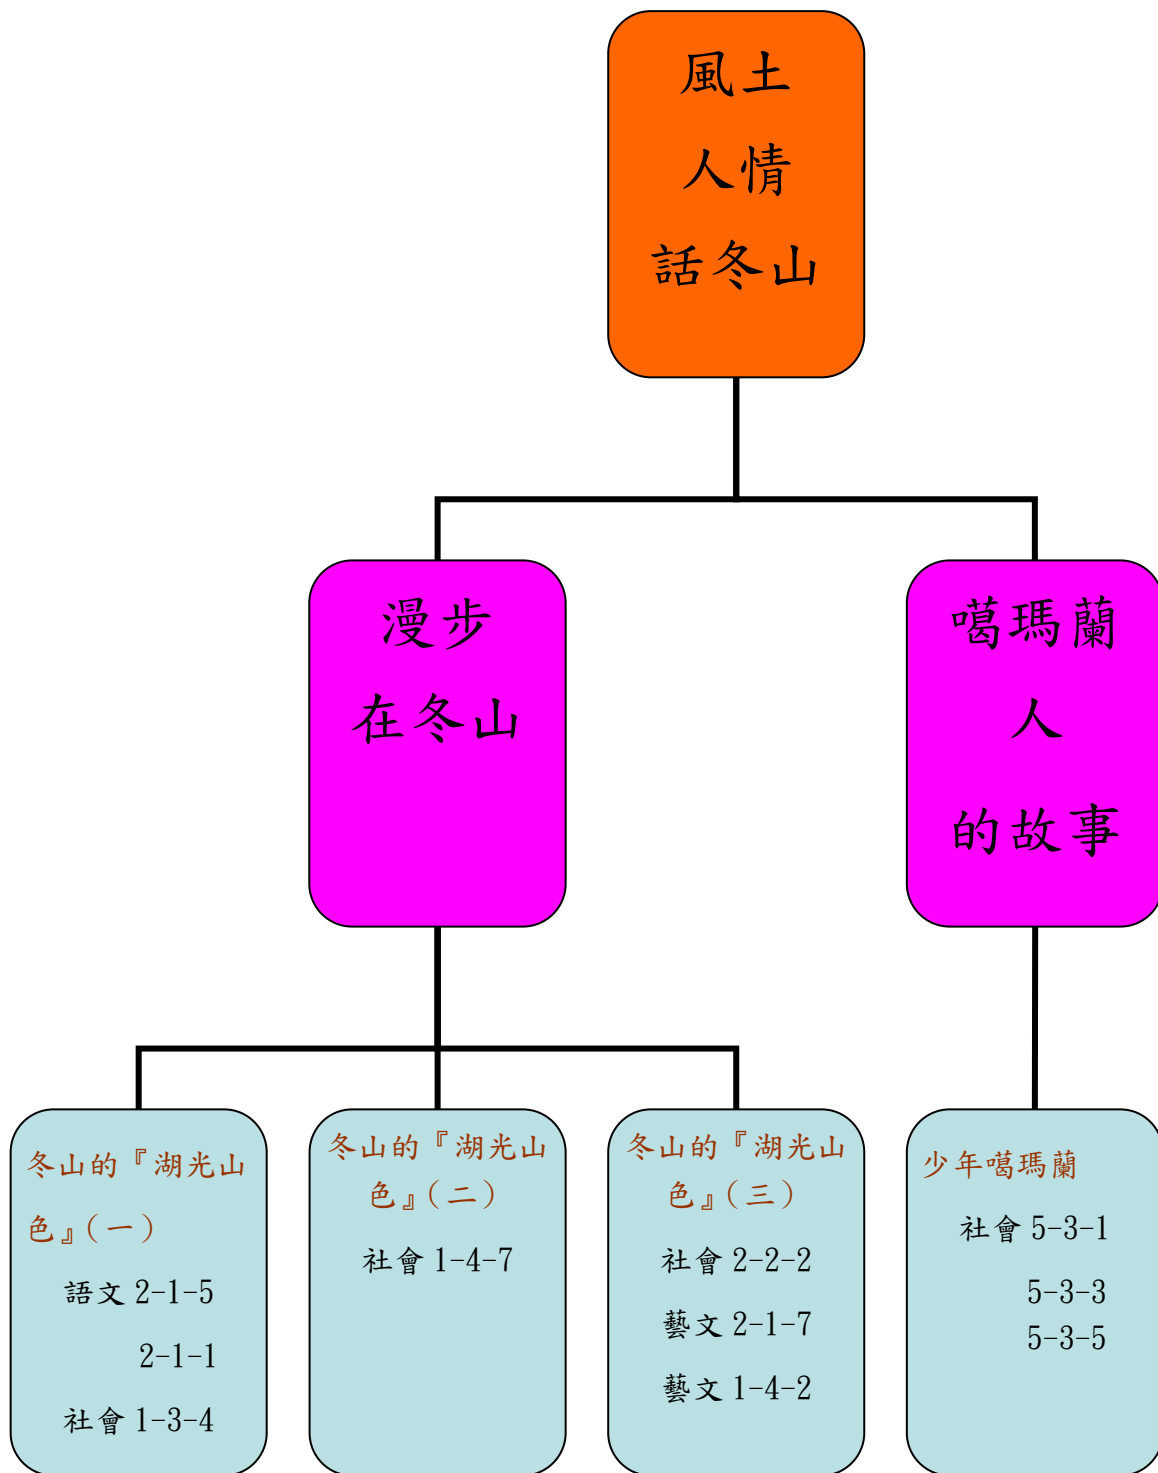 風土
人情
話冬山
漫步
在冬山
噶瑪蘭
人
的故事
冬山的『湖光山
色』(一)
語文 2-1-5
2-1-1
社會 1-3-4
冬山的『湖光山
色』(二)
社會 1-4-7
冬山的『湖光山
色』(三)
社會 2-2-2
藝文 2-1-7
藝文 1-4-2
少年噶瑪蘭
社會 5-3-1
5-3-3
5-3-5